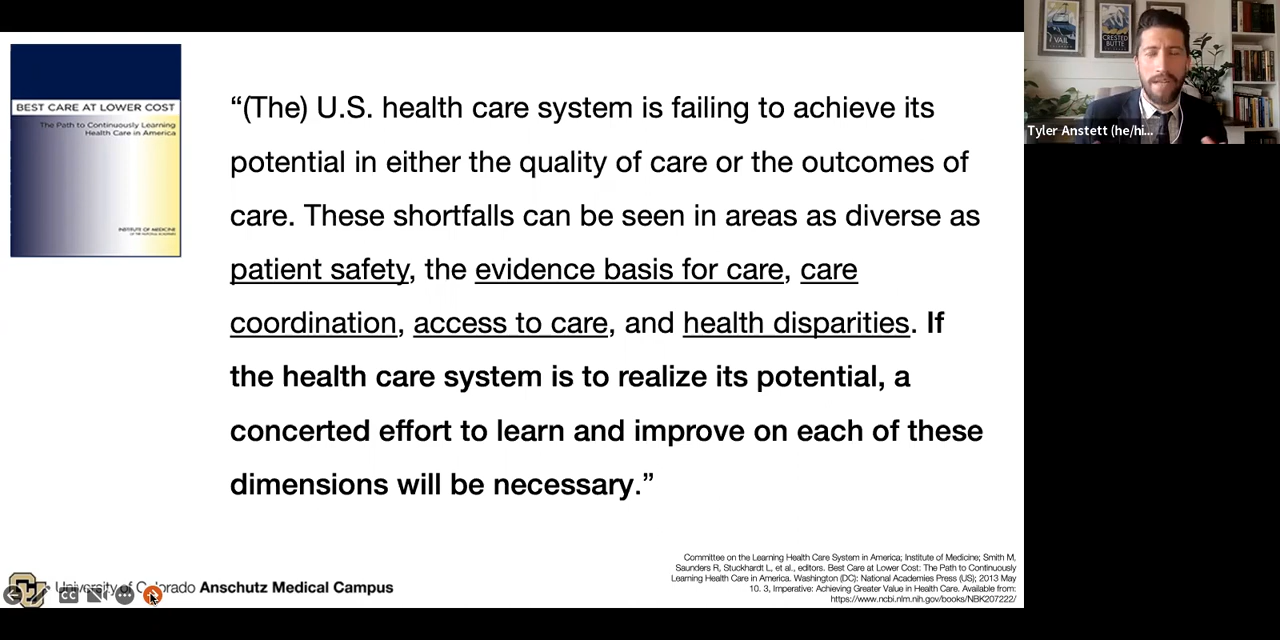 BEST CARE AT LOWER COST
The Path to Continuously Learning
Health Care in America
INSTITUTE OF MEDICINE
OF THE NATIONAL ACADEMIES
“(The) U.S. health care system is failing to achieve its
potential in either the quality of care or the outcomes of
care. These shortfalls can be seen in areas as diverse as
patient safety, the evidence basis for care, care
coordination, access to care, and health disparities. If
the health care system is to realize its potential, a
concerted effort to learn and improve on each of these
dimensions will be necessary.”
Committee on the Learning Health Care System in America; Institute of Medicine; Smith M,
Saunders R, Stuckhardt L, et al., editors. Best Care at Lower Cost: The Path to Continuously
Learning Health Care in America. Washington (DC): National Academies Press (US); 2013 May
10. 3, Imperative: Achieving Greater Value in Health Care. Available from:
https://www.ncbi.nlm.nih.gov/books/NBK207222/
CU
University of Colorado Anschutz Medical Campus
VAIL
CRESTED
BUTTE
Tyler Anstett (he/hi...